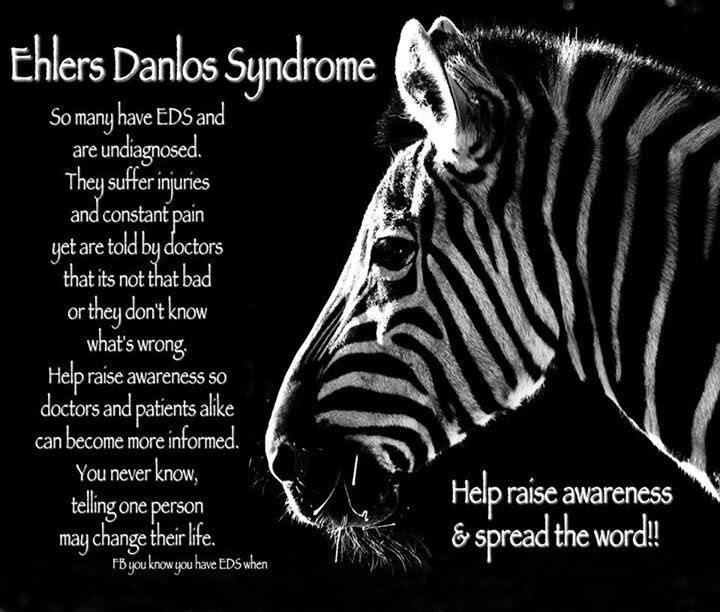 Ehlers Danlos Syndrome
So many have EDS and
are undiagnosed.
They suffer injuries
and constant pain
yet are told by doctors
that its not that bad
or they don't know
what's wrong.
Help raise awareness so
doctors and patients alike
can become more informed.
You never know,
telling one person
may change their life.
FB you know you have EDS when
Help raise awareness
& spread the word!!